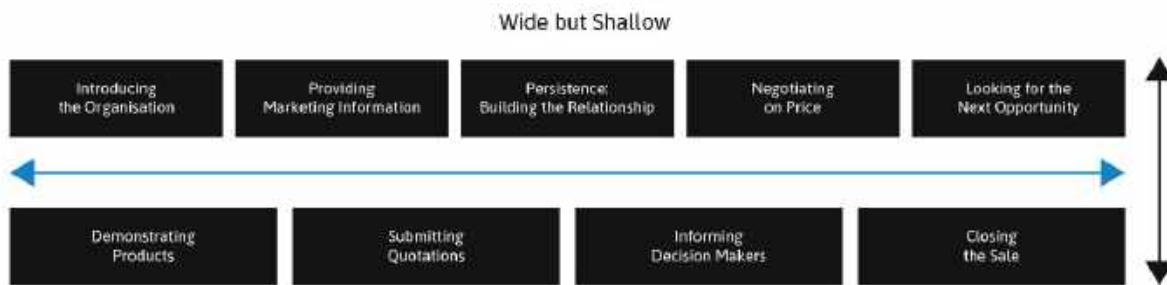 Wide but Shallow
Introducing
the Organisation
Providing
Marketing Information
Persistence:
Building the Relationship
Negotiating
on Price
Looking for the
Next Opportunity
Demonstrating
Products
Submitting
Quotations
Informing
Decision Makers
Closing
the Sale